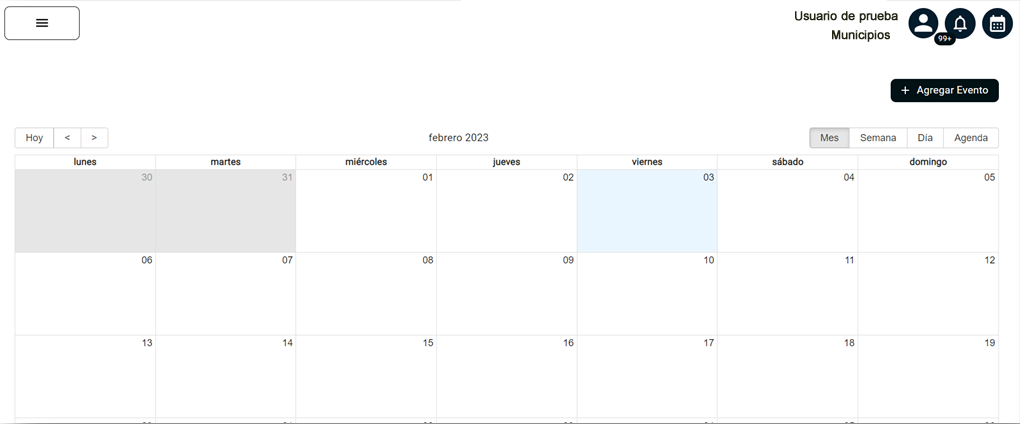 Usuario de prueba
Municipios
99+
+ Agregar Evento
Hoy < > febrero 2023 Mes Semana Día Agenda
lunes martes miércoles jueves viernes sábado domingo
30 31 01 02 03 04 05
06 07 08 09 10 11 12
13 14 15 16 17 18 19